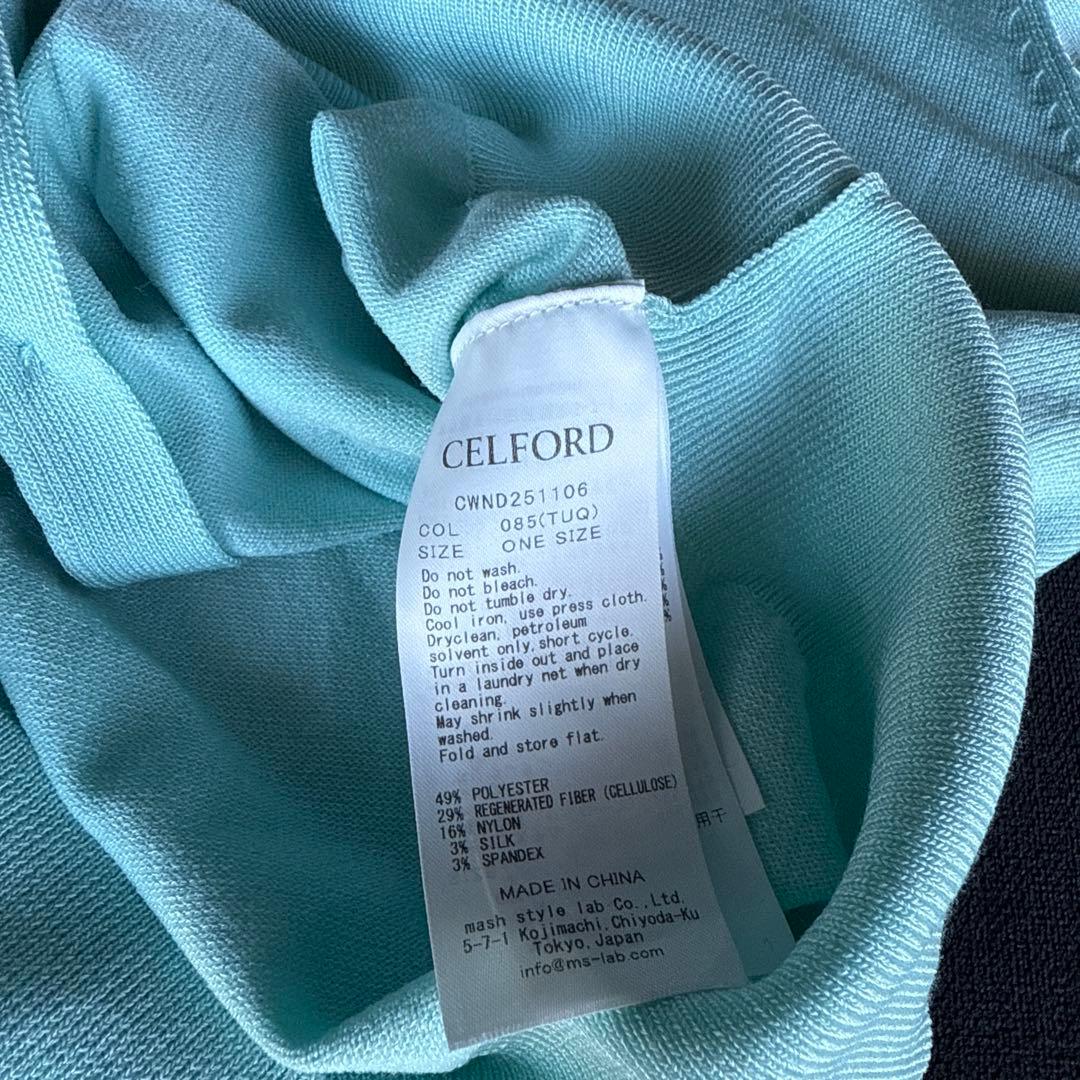 CELFORD
CWND251106
COL 085(TUQ)
SIZE ONE SIZE
Do not wash.
Do not bleach.
Do not tumble dry.
Cool iron, use press cloth.
Dryclean, petroleum
solvent only,short cycle.
Turn inside out and place
in a laundry net when dry
cleaning.
May shrink slightly when
washed.
Fold and store flat.
49% POLYESTER
29% REGENERATED FIBER (CELLULOSE)
16% NYLON
3% SILK
3% SPANDEX
MADE IN CHINA
mash style lab Co.,Ltd.
5-7-1 Kojimachi,Chiyoda-Ku
Tokyo,Japan
info@ms-lab.com
用干